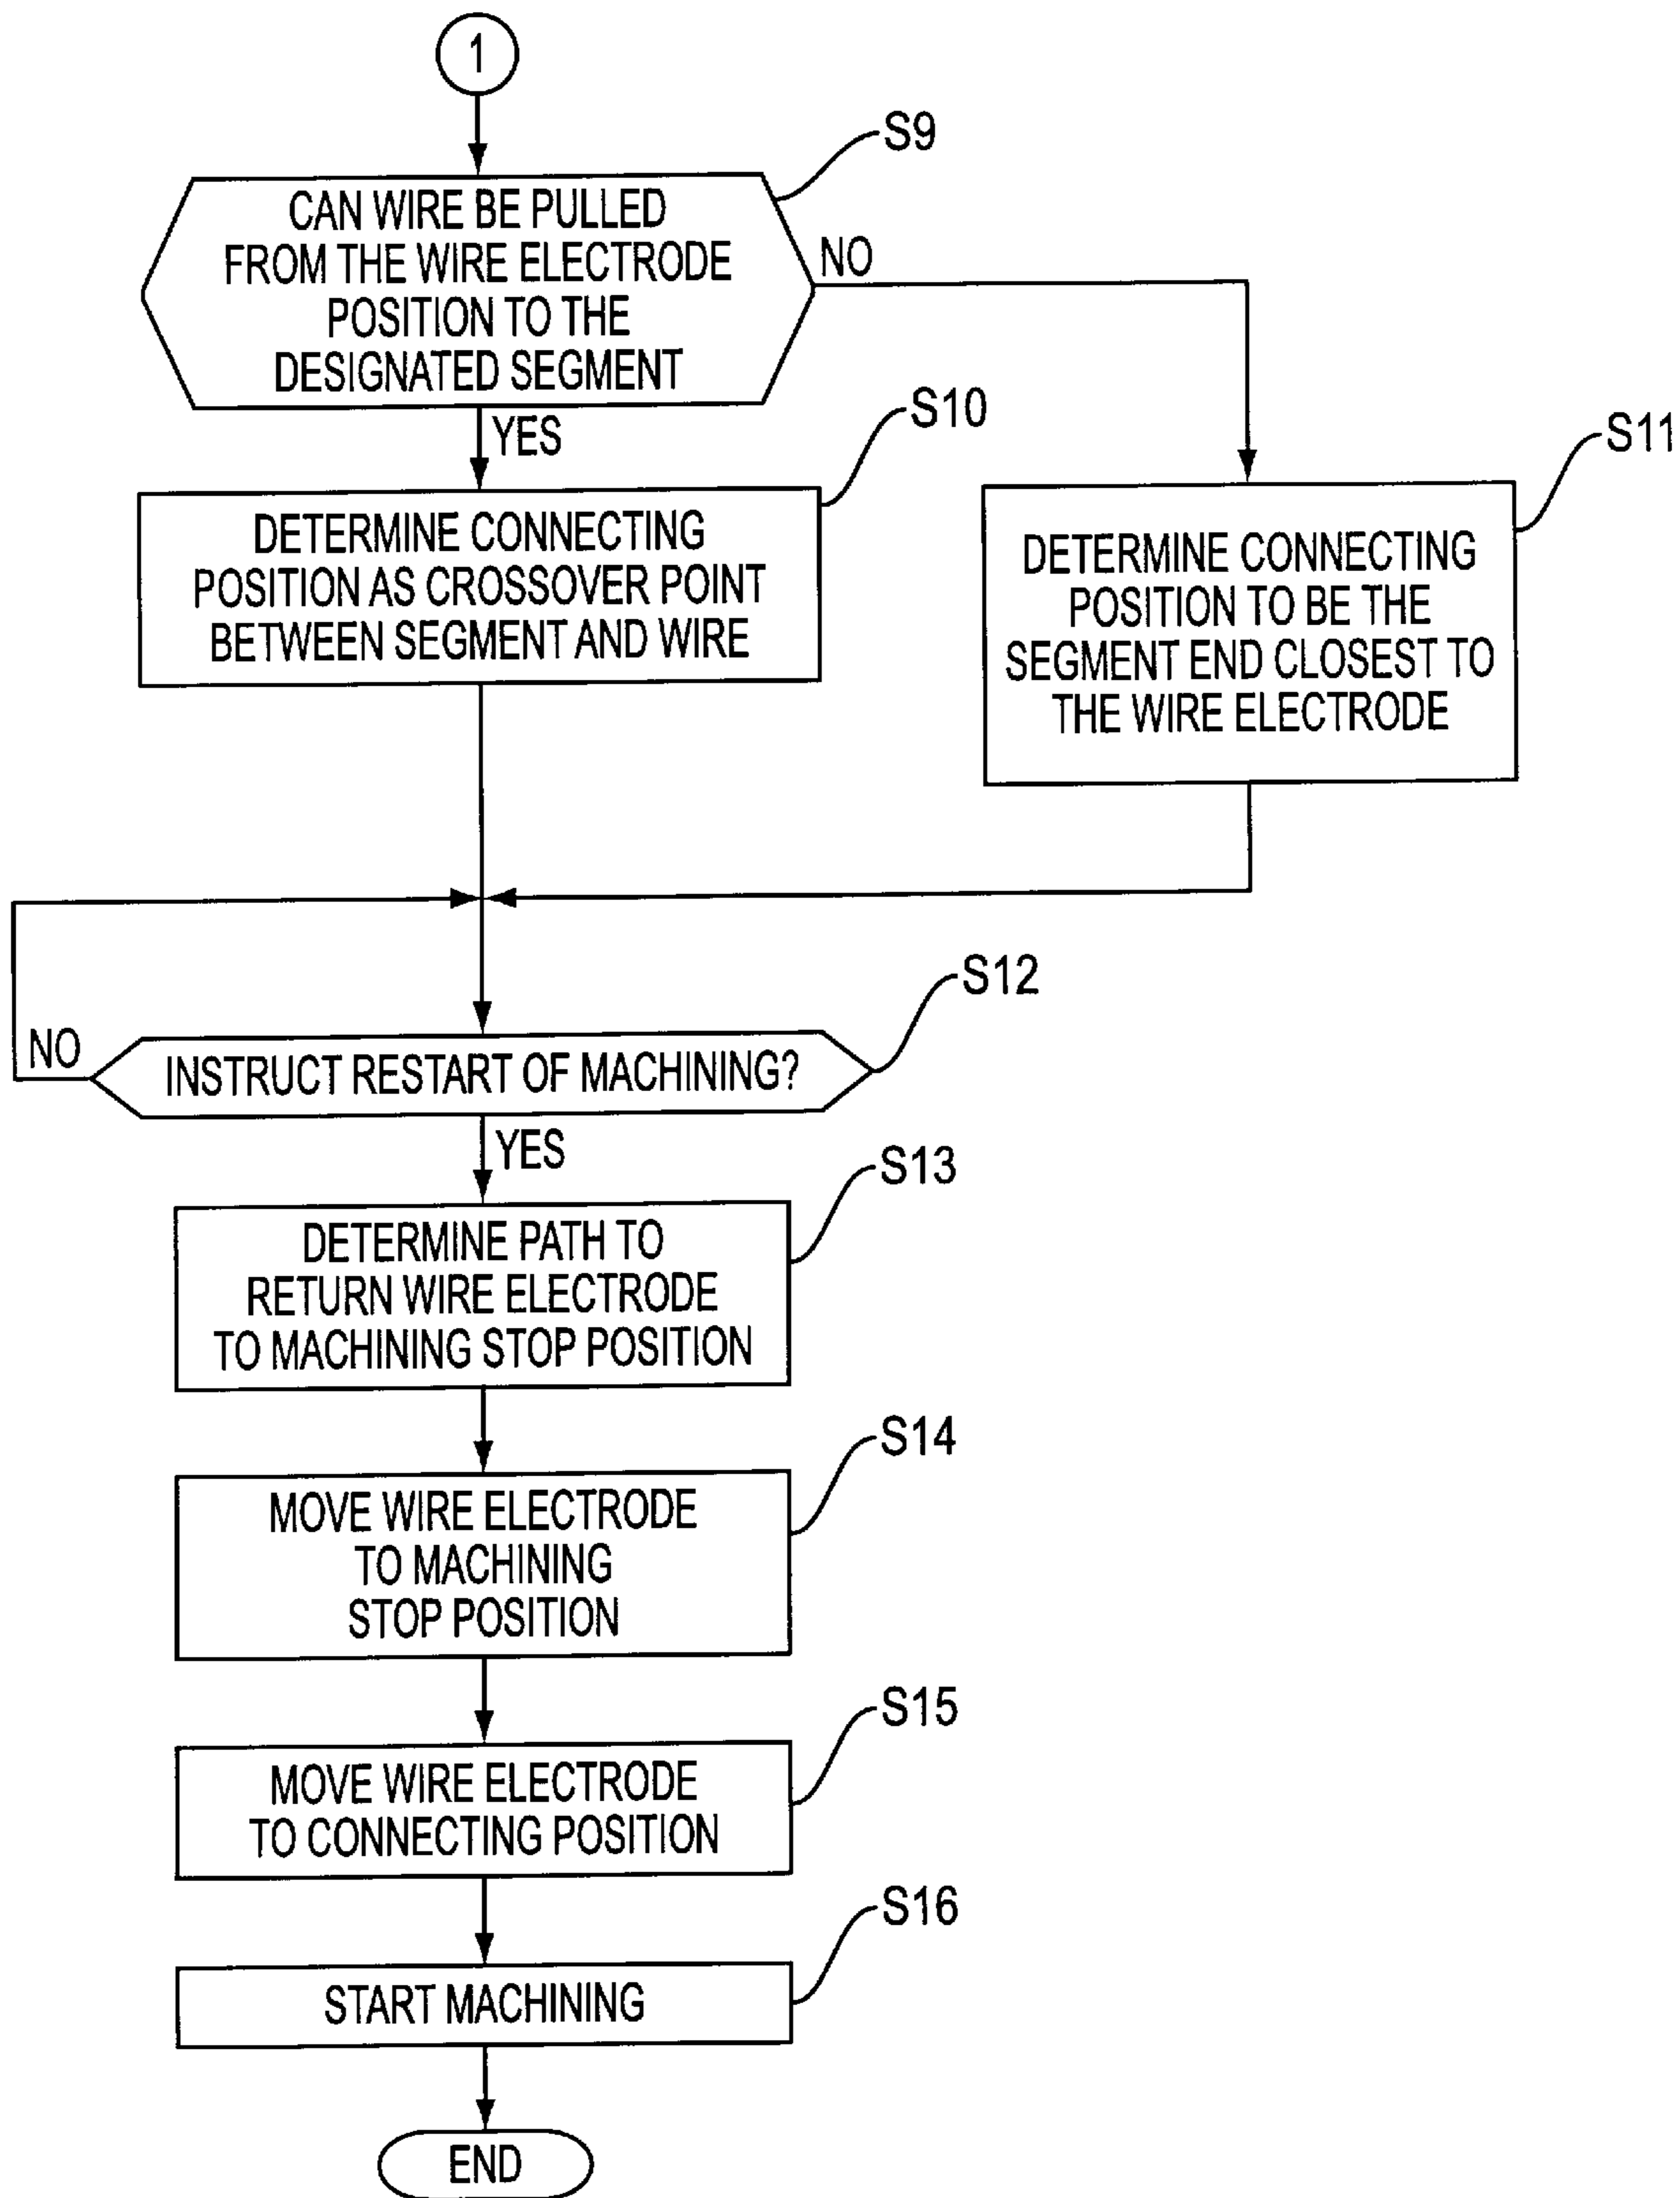 1
S9
CAN WIRE BE PULLED
FROM THE WIRE ELECTRODE
POSITION TO THE
DESIGNATED SEGMENT
NO
YES
S10
DETERMINE CONNECTING
POSITION AS CROSSOVER POINT
BETWEEN SEGMENT AND WIRE
S11
DETERMINE CONNECTING
POSITION TO BE THE
SEGMENT END CLOSEST TO
THE WIRE ELECTRODE
S12
NO
INSTRUCT RESTART OF MACHINING?
YES
S13
DETERMINE PATH TO
RETURN WIRE ELECTRODE
TO MACHINING STOP POSITION
S14
MOVE WIRE ELECTRODE
TO MACHINING
STOP POSITION
S15
MOVE WIRE ELECTRODE
TO CONNECTING POSITION
S16
START MACHINING
END